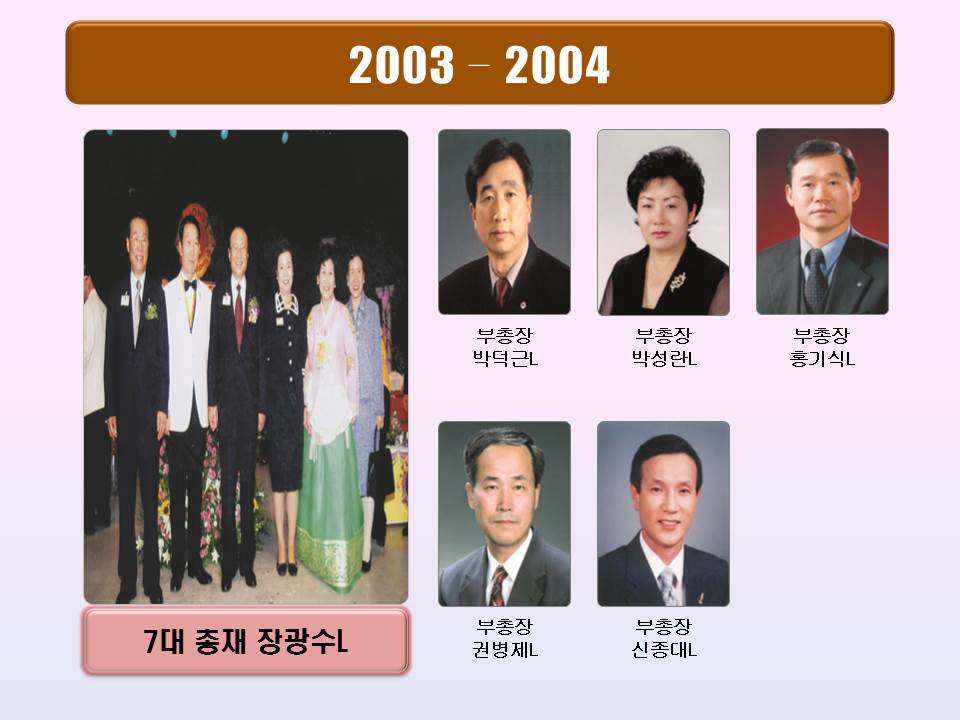 2003 – 2004
부총장
박덕근L
부총장
박성란L
부총장
홍기식L
부총장
권병제L
부총장
신종대L
7대 총재 장광수L